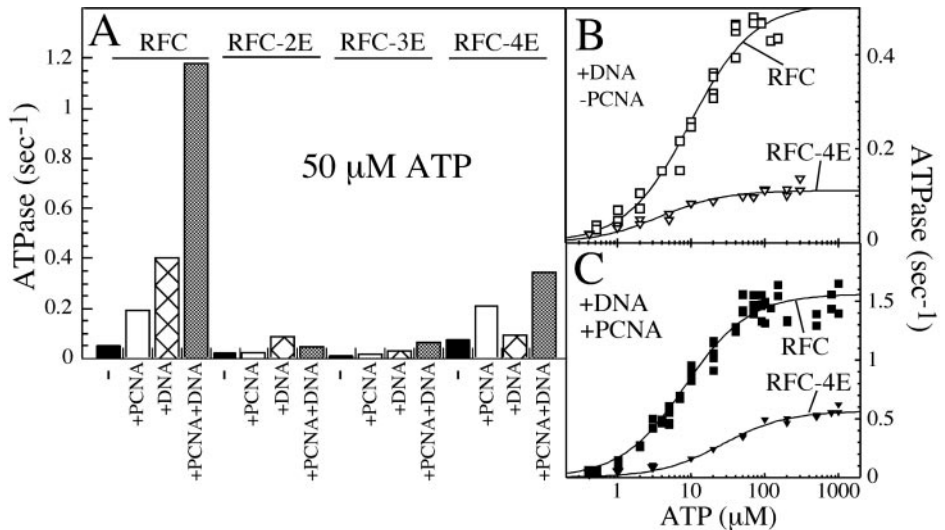 A
RFC
RFC-2E
RFC-3E
RFC-4E
50 μM ATP
ATPase (sec-1)
1.2
1
0.8
0.6
0.4
0.2
0
-
+PCNA
+DNA
+PCNA+DNA
-
+PCNA
+DNA
+PCNA+DNA
-
+PCNA
+DNA
+PCNA+DNA
-
+PCNA
+DNA
+PCNA+DNA
B
+DNA
-PCNA
RFC
RFC-4E
0.4
0.2
0
ATPase (sec-1)
C
+DNA
+PCNA
RFC
RFC-4E
1.5
1
0.5
0
1
10
100
1000
ATP (μM)